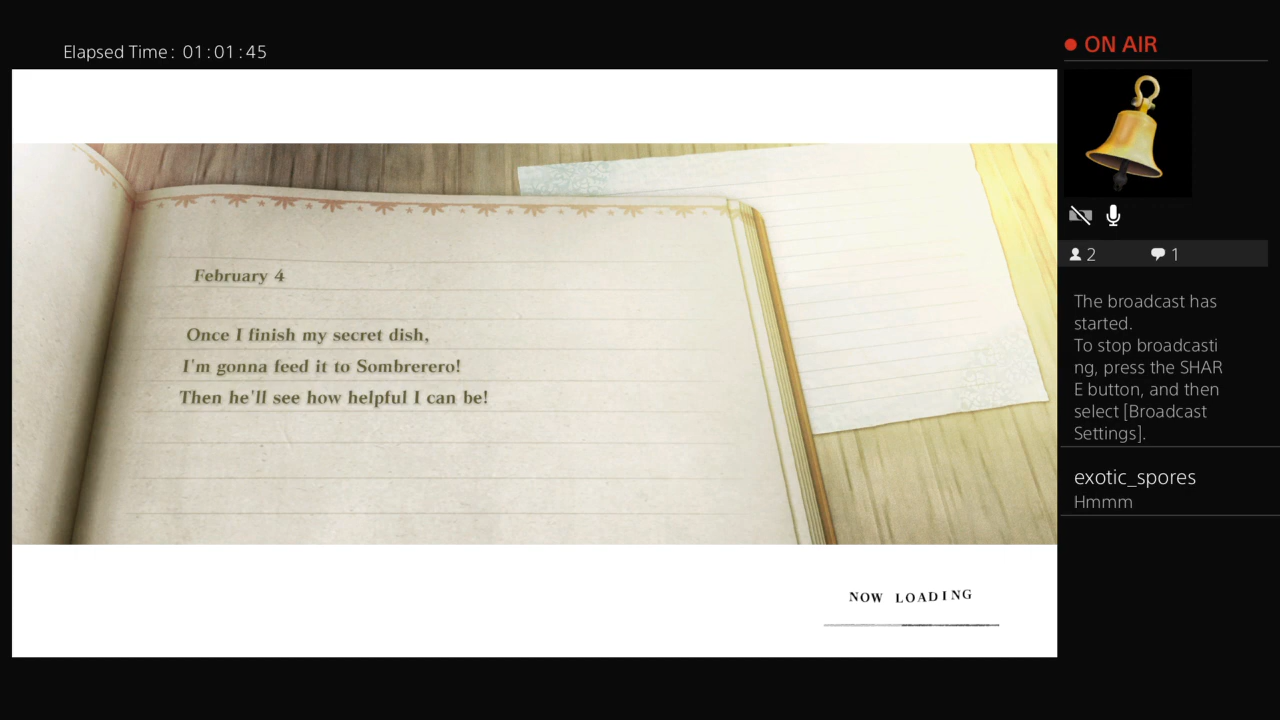 Elapsed Time: 01:01:45
ON AIR
2
1
February 4
Once I finish my secret dish,
I'm gonna feed it to Sombrerero!
Then he'll see how helpful I can be!
NOW LOADING
The broadcast has
started.
To stop broadcasti
ng, press the SHAR
E button, and then
select [Broadcast
Settings].
exotic_spores
Hmmm